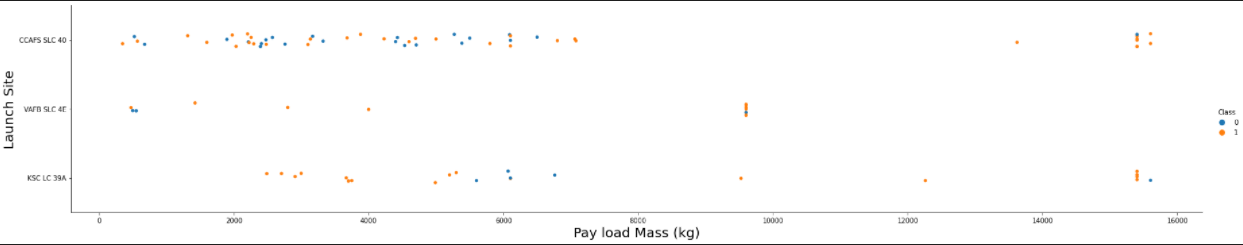 Launch Site
CCAFS SLC 40
VAFB SLC 4E
KSC LC 39A
0 2000 4000 6000 8000 10000 12000 14000 16000
Pay load Mass (kg)
Class
0
1